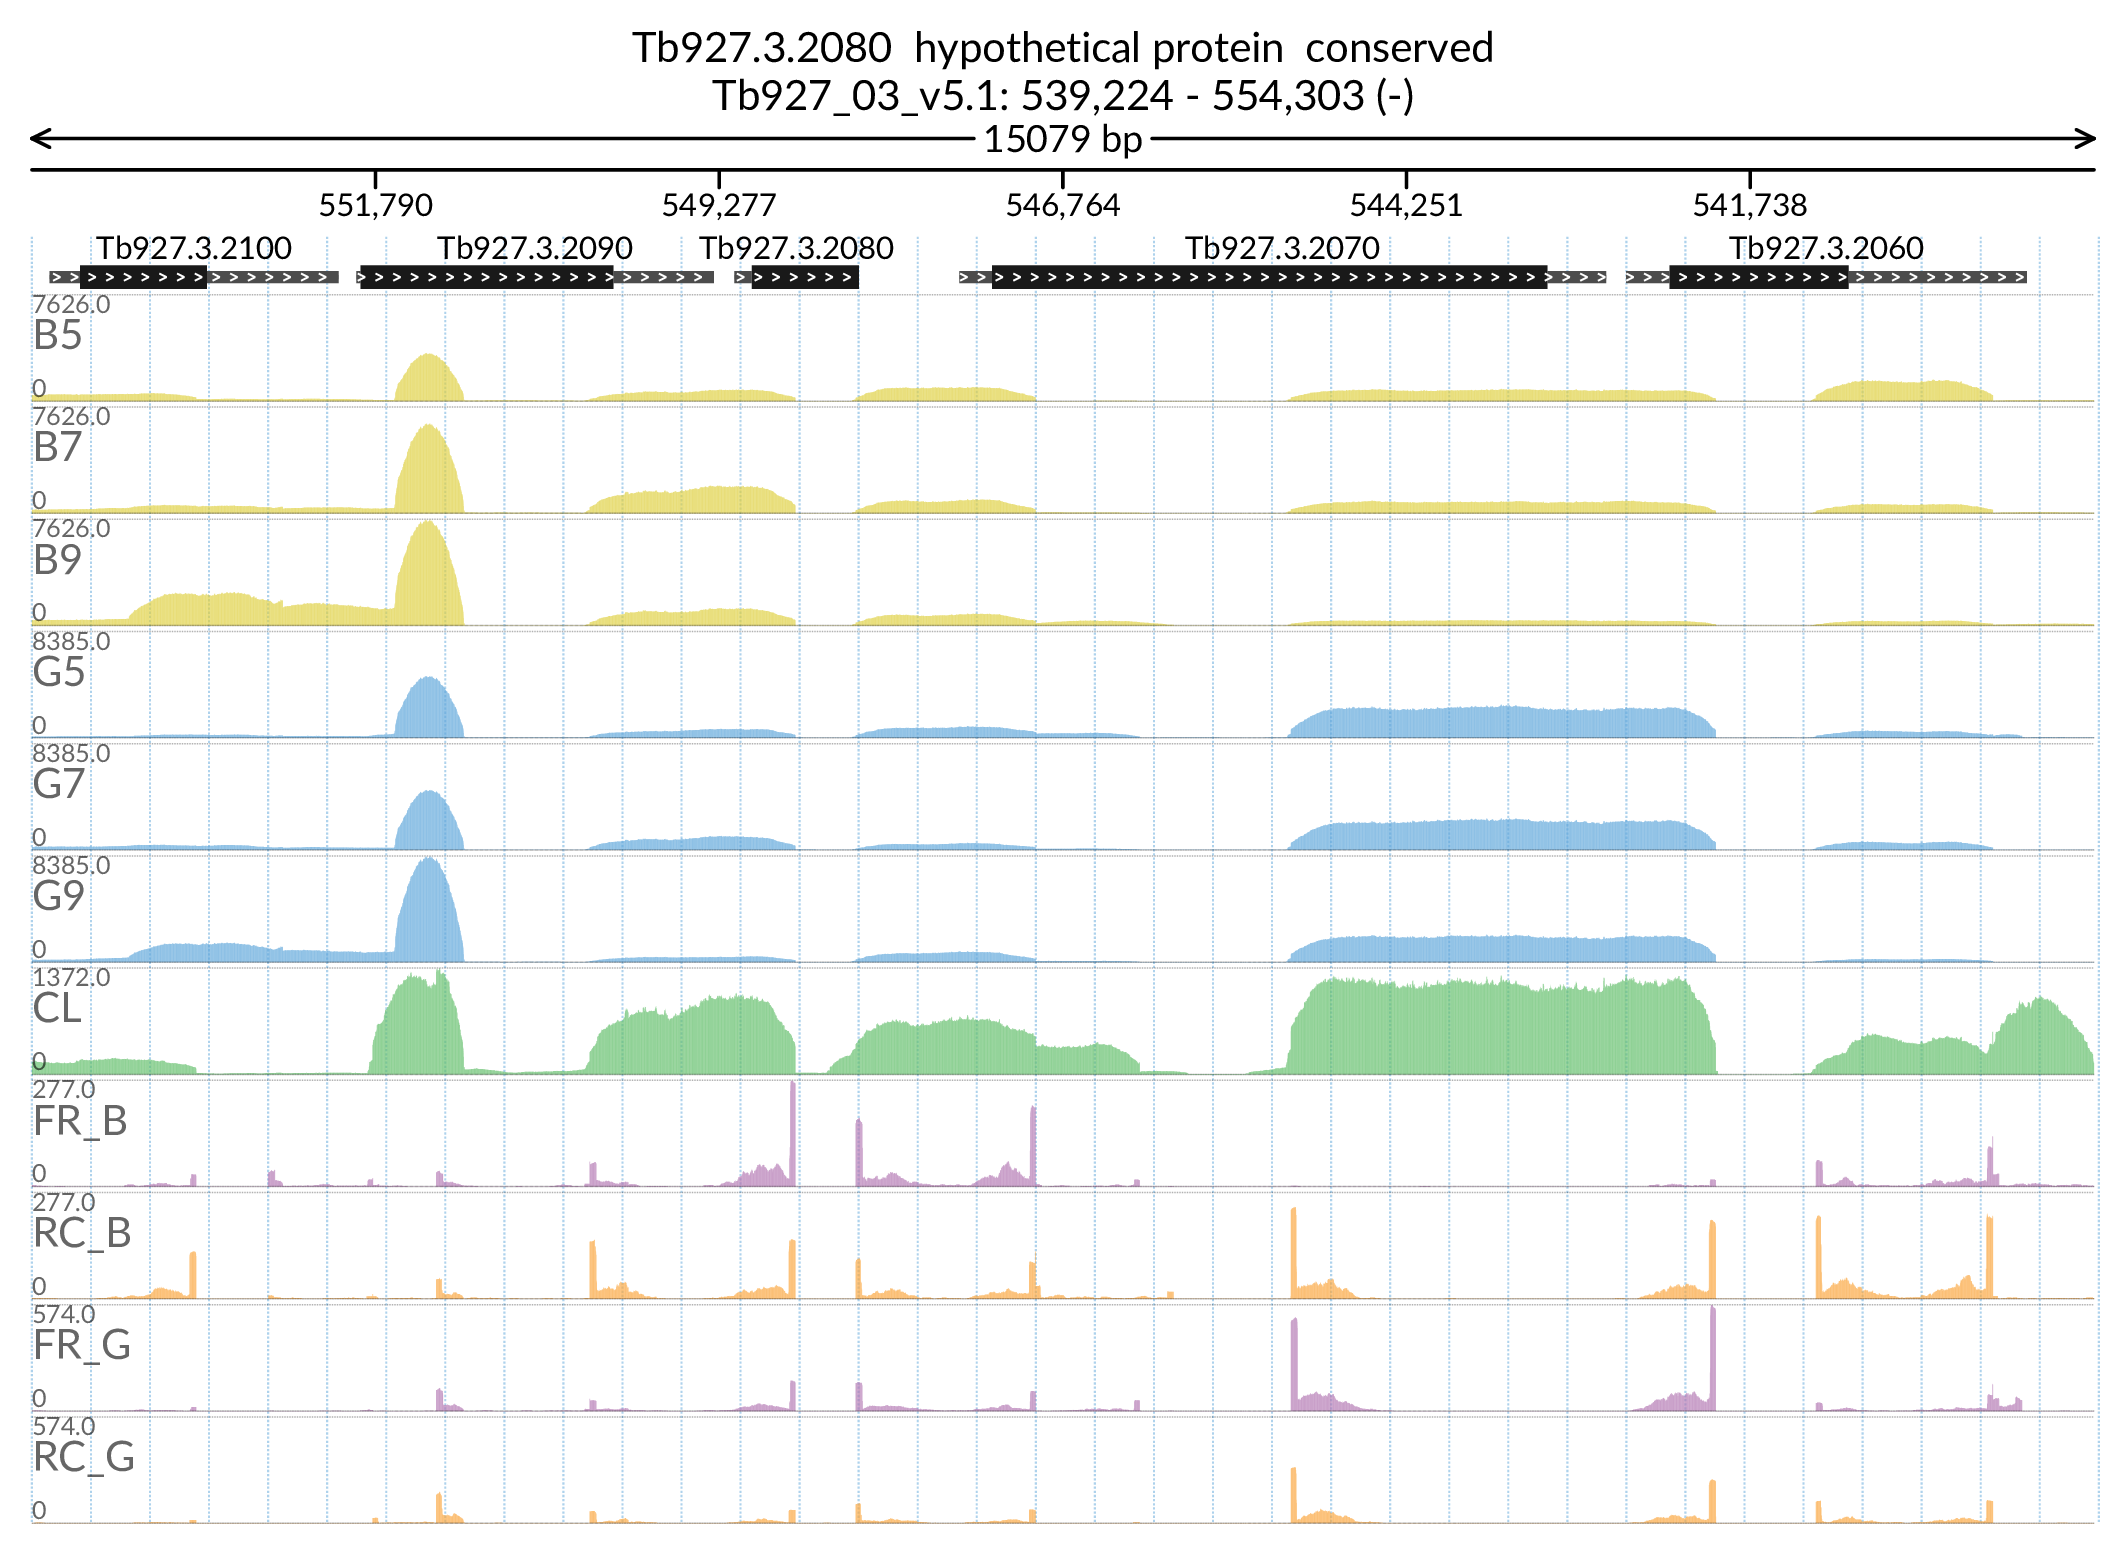 Tb927.3.2080  hypothetical protein  conserved
Tb927_03_v5.1: 539,224 - 554,303 (-)
15079 bp
551,790 549,277 546,764 544,251 541,738
Tb927.3.2100 Tb927.3.2090 Tb927.3.2080 Tb927.3.2070 Tb927.3.2060
7626.0
B5
0
7626.0
B7
0
7626.0
B9
0
8385.0
G5
0
8385.0
G7
0
8385.0
G9
0
1372.0
CL
0
277.0
FR_B
0
277.0
RC_B
0
574.0
FR_G
0
574.0
RC_G
0